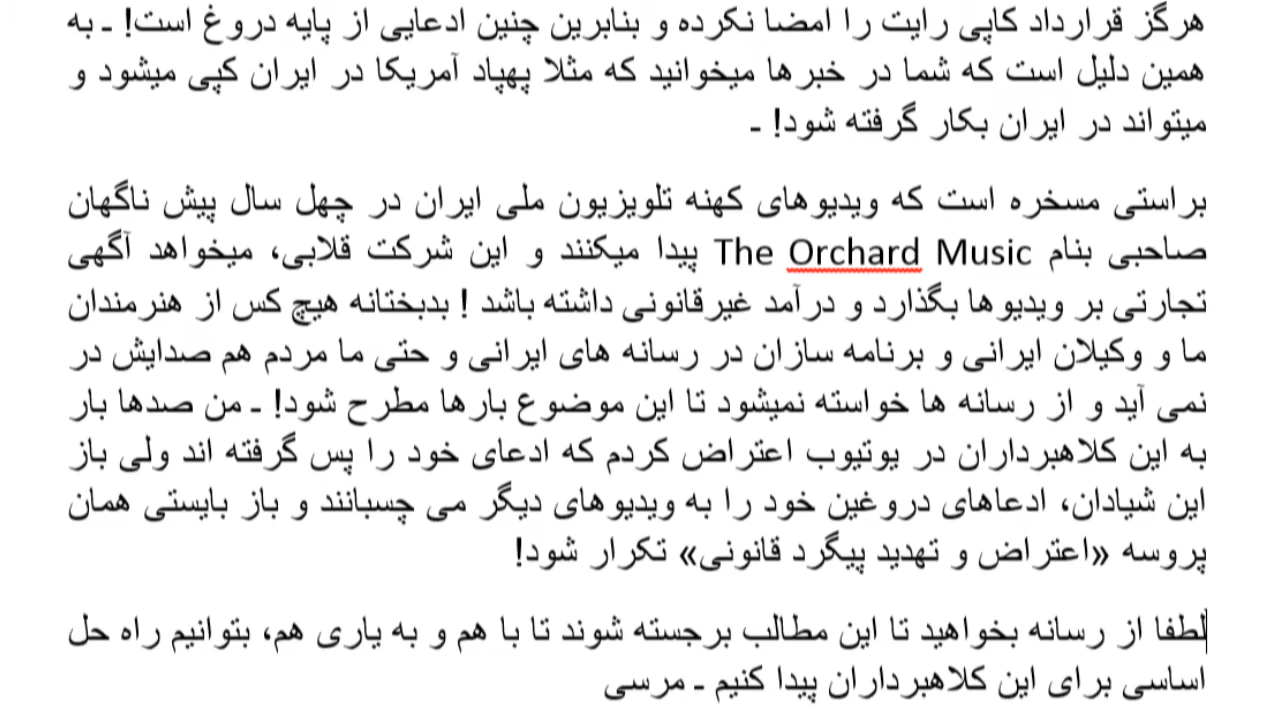 هرگز قرارداد کاپی رایت را امضا نکرده و بنابرین چنین ادعایی از پایه دروغ است! ـ به
همین دلیل است که شما در خبرها میخوانید که مثلا پهپاد آمریکا در ایران کپی میشود و
میتواند در ایران بکار گرفته شود! ـ
براستی مسخره است که ویدیوهای کهنه تلویزیون ملی ایران در چهل سال پیش ناگهان
صاحبی بنام The Orchard Music پیدا میکنند و این شرکت قلابی، میخواهد آگهی
تجارتی بر ویدیوها بگذارد و درآمد غیرقانونی داشته باشد ! بدبختانه هیچ کس از هنرمندان
ما و وکیلان ایرانی و برنامه سازان در رسانه های ایرانی و حتی ما مردم هم صدایش در
نمی آید و از رسانه ها خواسته نمیشود تا این موضوع بارها مطرح شود! ـ من صدها بار
به این کلاهبرداران در یوتیوب اعتراض کردم که ادعای خود را پس گرفته اند ولی باز
این شیادان، ادعاهای دروغین خود را به ویدیوهای دیگر می چسبانند و باز بایستی همان
پروسه «اعتراض و تهدید پیگرد قانونی» تکرار شود!
لطفا از رسانه بخواهید تا این مطالب برجسته شوند تا با هم و به یاری هم، بتوانیم راه حل
اساسی برای این کلاهبرداران پیدا کنیم ـ مرسی